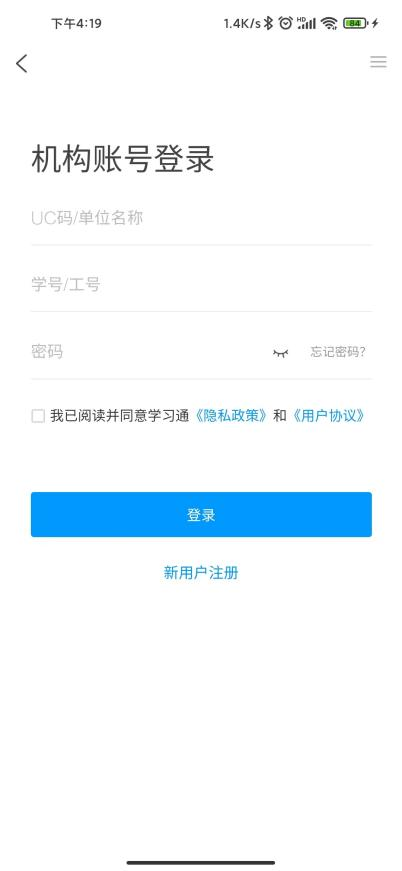 下午4:19
1.4K/s
HD
84
机构账号登录
UC码/单位名称
学号/工号
密码
忘记密码？
我已阅读并同意学习通《隐私政策》和《用户协议》
登录
新用户注册